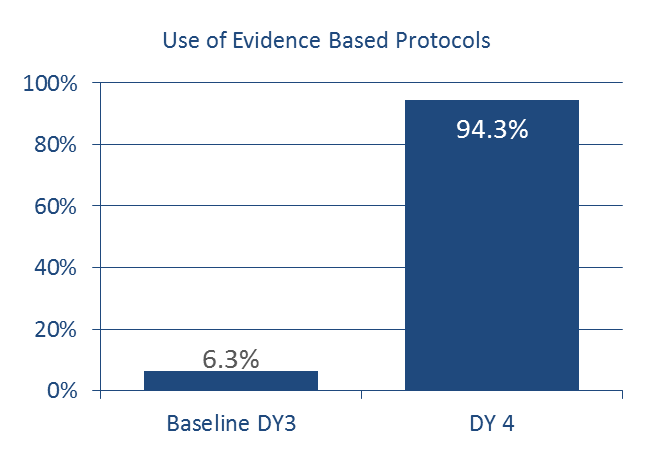 Use of Evidence Based Protocols
100%
80%
60%
40%
20%
0%
94.3%
6.3%
Baseline DY3
DY 4